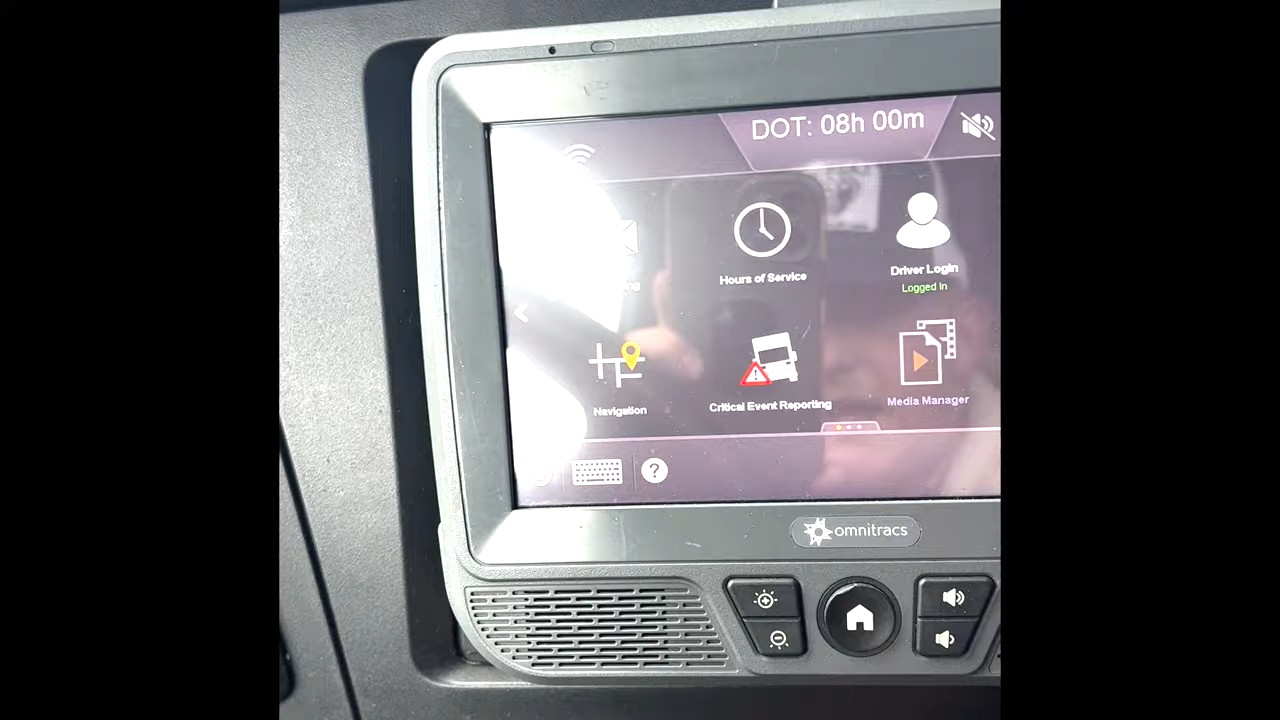 DOT: 08h 00m
Hours of Service
Driver Login
Logged In
Navigation
Critical Event Reporting
Media Manager
?
omnitracs